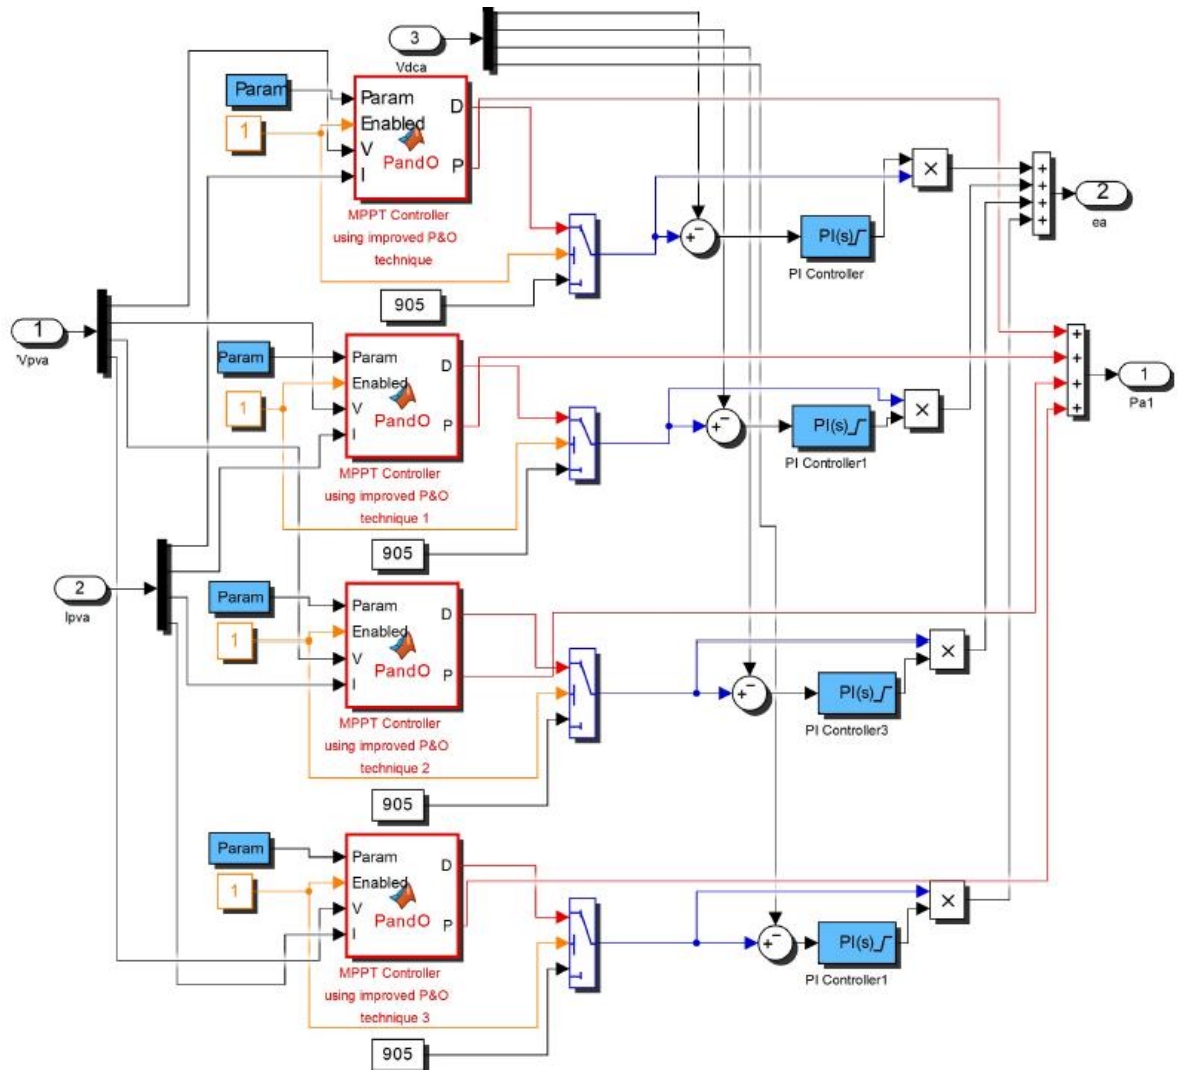 3
Vdca
Param
1
Param
Enabled
V
I
D
P
PandO
MPPT Controller
using improved P&O
technique
905
+
−
PI(s)
PI Controller
×
+
+
+
+
2
ea
1
Vpva
Param
1
Param
Enabled
V
I
D
P
PandO
MPPT Controller
using improved P&O
technique 1
905
+
−
PI(s)
PI Controller1
×
+
+
+
+
1
Pa1
2
Ipva
Param
1
Param
Enabled
V
I
D
P
PandO
MPPT Controller
using improved P&O
technique 2
905
+
−
PI(s)
PI Controller3
×
Param
1
Param
Enabled
V
I
D
P
PandO
MPPT Controller
using improved P&O
technique 3
905
+
−
PI(s)
PI Controller1
×